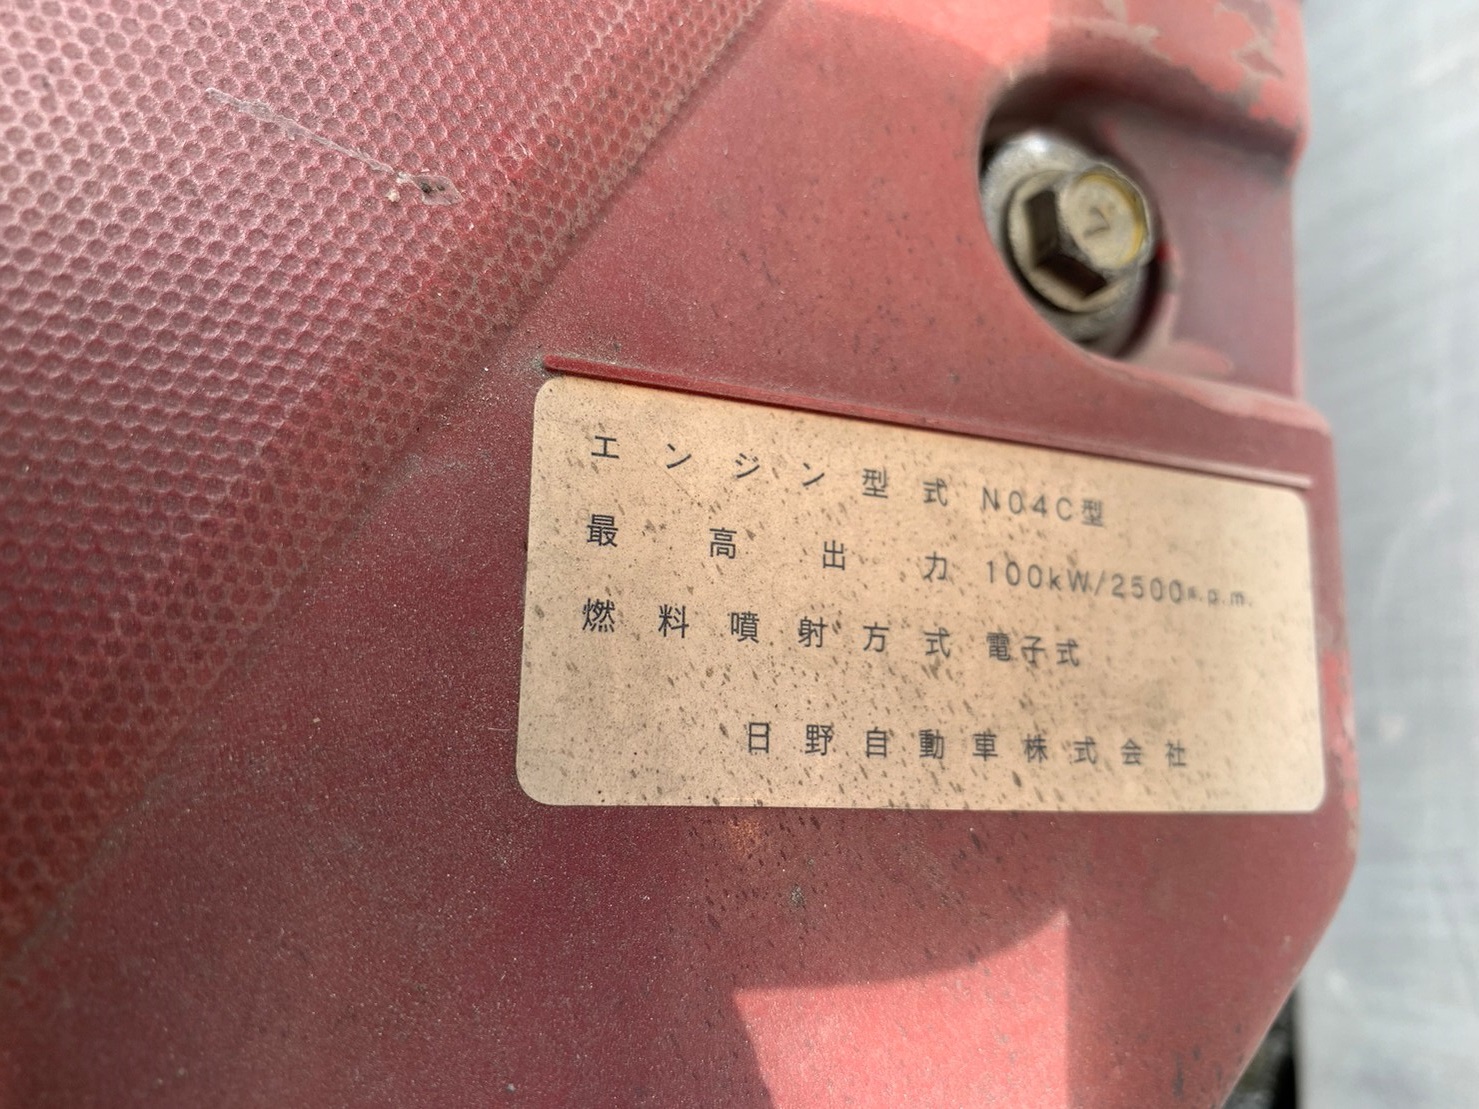 エンジン型式 N04C型
最高出力 100kW/2500r.p.m.
燃料噴射方式 電子式
日野自動車株式会社